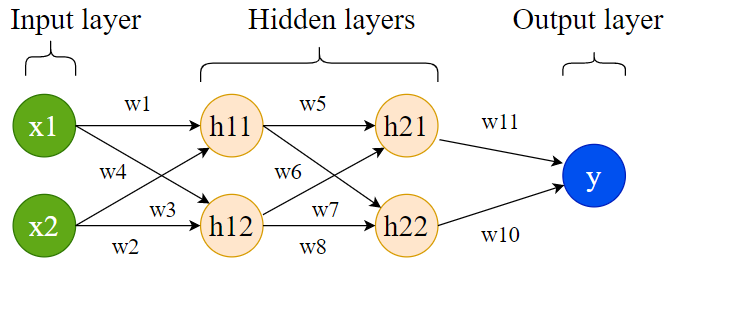 Input layer
Hidden layers
Output layer
w1
w5
w11
x1
h11
h21
w4
w6
y
w3
w7
x2
h12
h22
w2
w8
w10